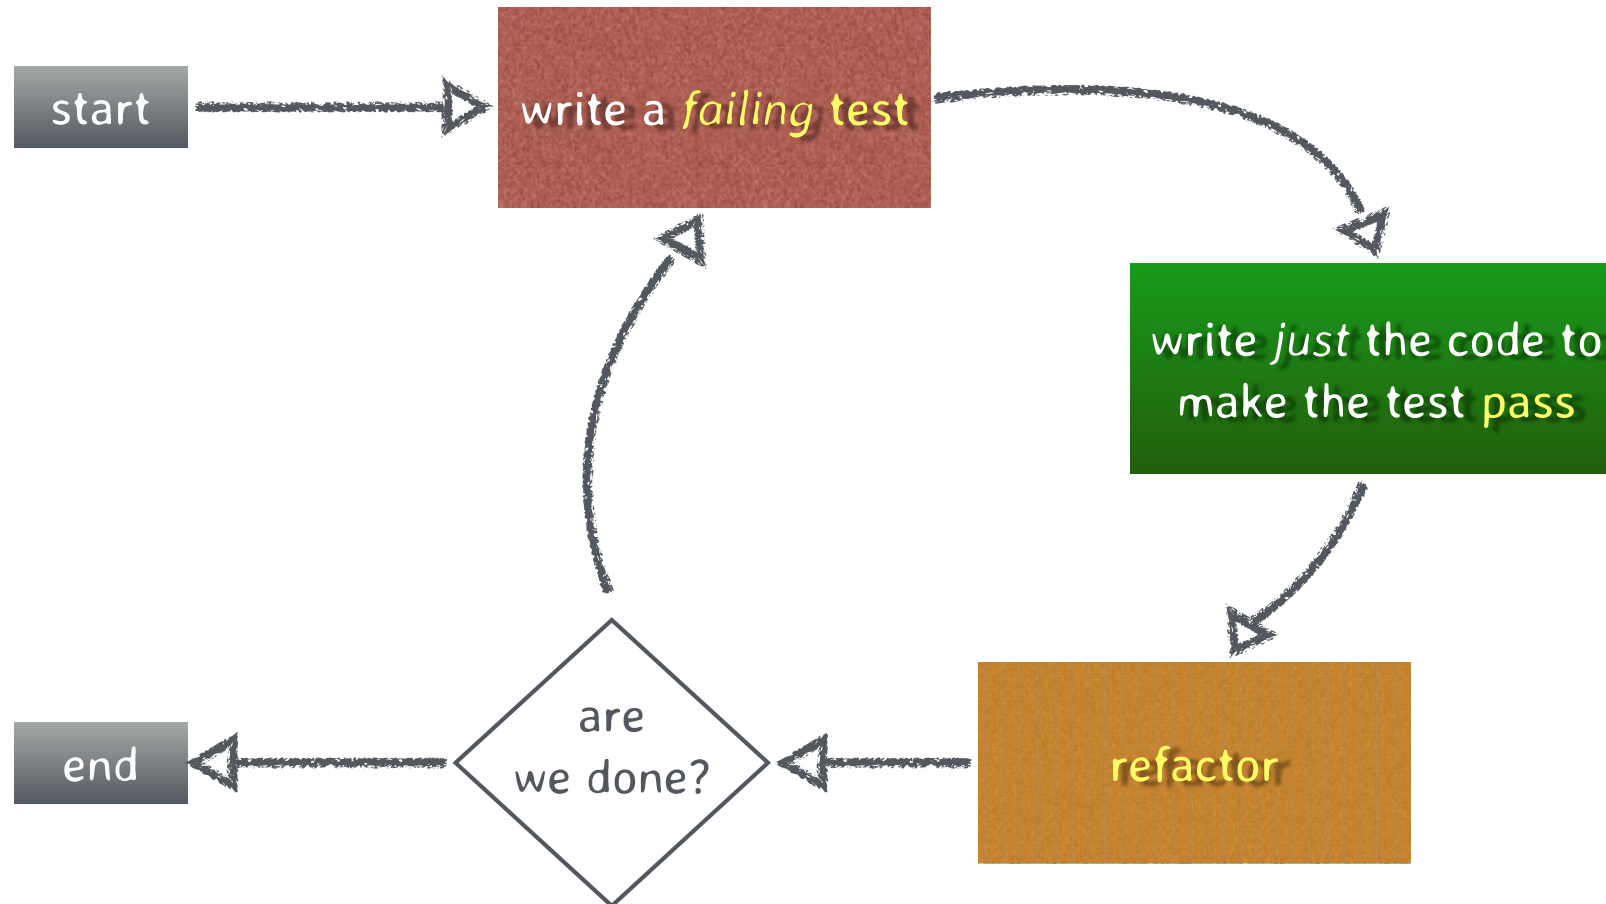 start
write a failing test
write just the code to
make the test pass
refactor
are
we done?
end